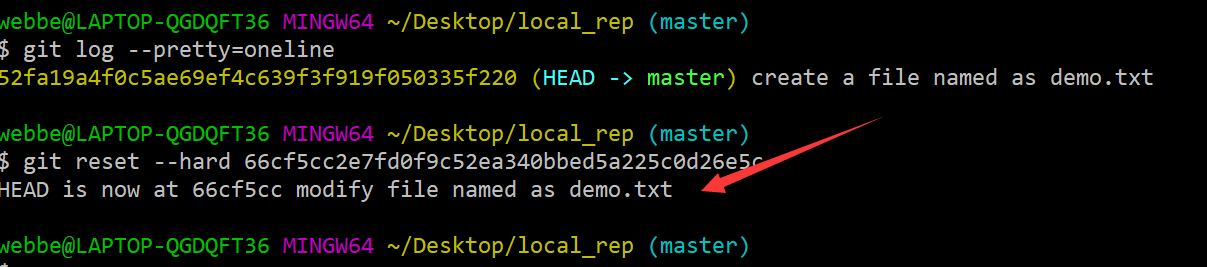 webbe@LAPTOP-QGDQFT36 MINGW64 ~/Desktop/local_rep (master)
$ git log --pretty=oneline
52fa19a4f0c5ae69ef4c639f3f919f050335f220 (HEAD -> master) create a file named as demo.txt
webbe@LAPTOP-QGDQFT36 MINGW64 ~/Desktop/local_rep (master)
$ git reset --hard 66cf5cc2e7fd0f9c52ea340bbed5a225c0d26e5c
HEAD is now at 66cf5cc modify file named as demo.txt
webbe@LAPTOP-QGDQFT36 MINGW64 ~/Desktop/local_rep (master)